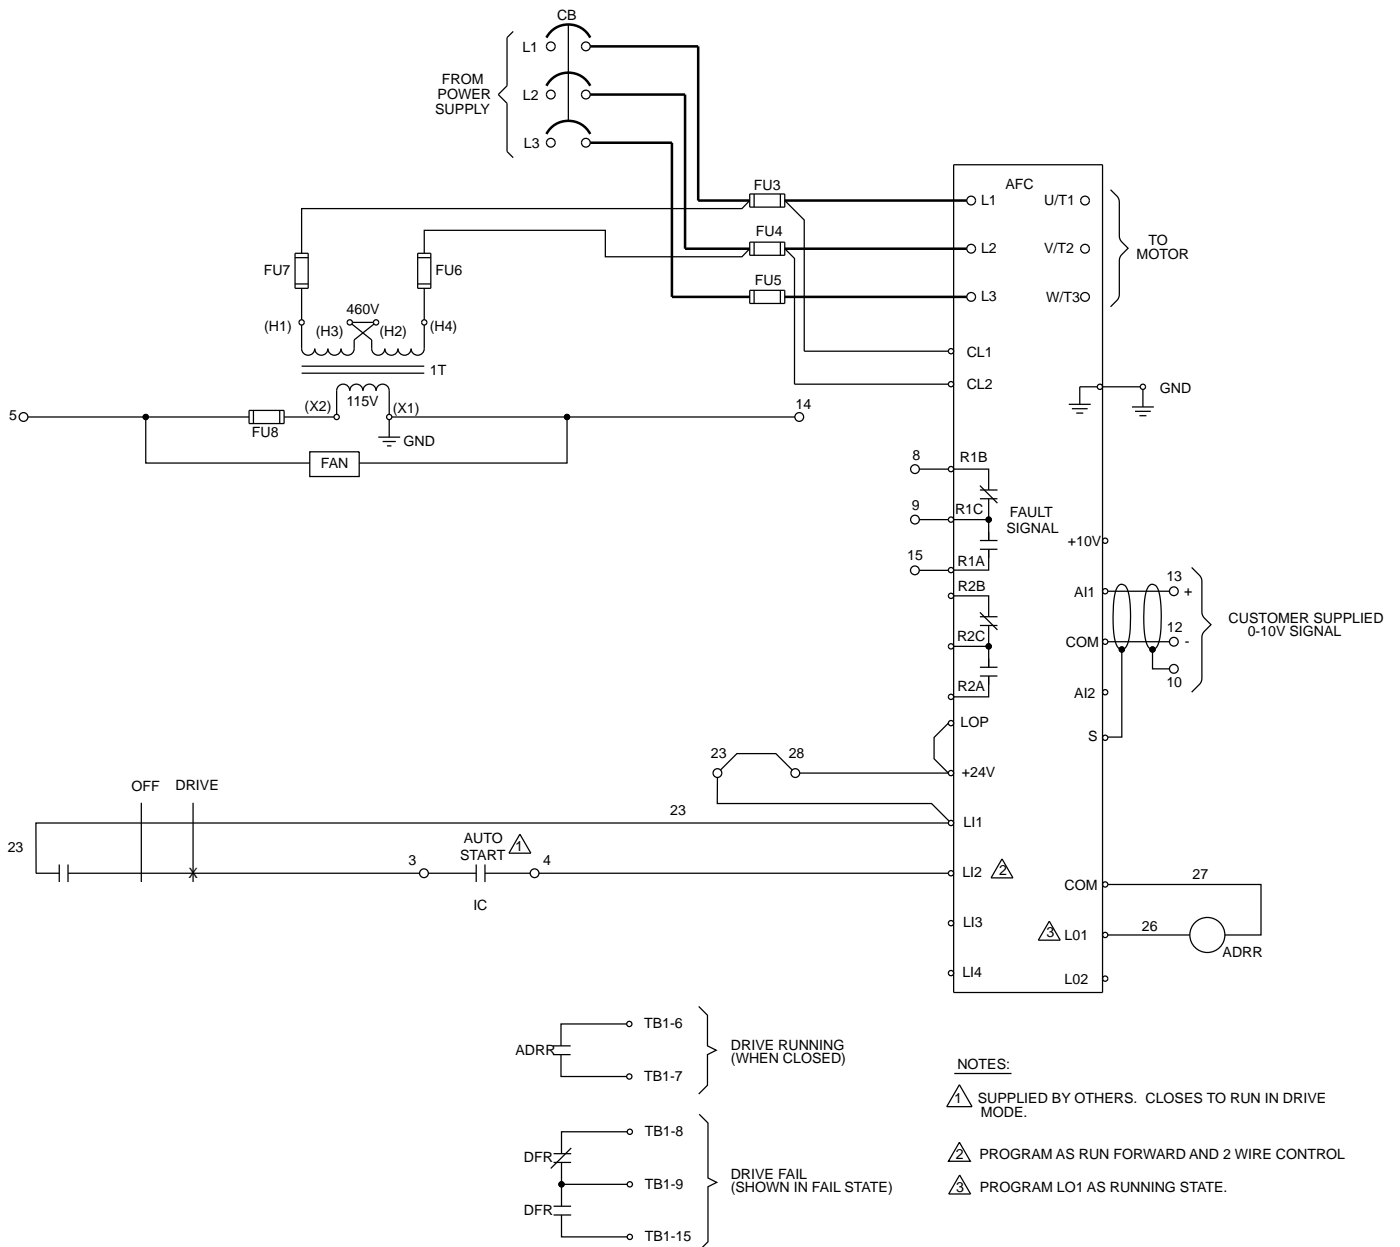 CB
L1
L2
L3
FROM
POWER
SUPPLY
AFC
FU3
L1
U/T1
FU4
L2
V/T2
TO
MOTOR
FU5
L3
W/T3
FU7
FU6
460V
(H1)
(H3)
(H2)
(H4)
1T
CL1
CL2
GND
115V
(X2)
(X1)
5
14
FU8
GND
FAN
8
R1B
9
R1C
FAULT
SIGNAL
15
R1A
+10V
R2B
AI1
13
+
R2C
COM
12
-
CUSTOMER SUPPLIED
0-10V SIGNAL
R2A
AI2
10
LOP
S
23
28
+24V
OFF
DRIVE
23
LI1
23
AUTO
START
1
3
4
LI2
2
IC
COM
27
LI3
3
L01
26
ADRR
LI4
L02
TB1-6
ADRR
DRIVE RUNNING
(WHEN CLOSED)
TB1-7
TB1-8
DFR
TB1-9
DRIVE FAIL
(SHOWN IN FAIL STATE)
DFR
TB1-15
NOTES:
1 SUPPLIED BY OTHERS. CLOSES TO RUN IN DRIVE
MODE.
2 PROGRAM AS RUN FORWARD AND 2 WIRE CONTROL
3 PROGRAM LO1 AS RUNNING STATE.